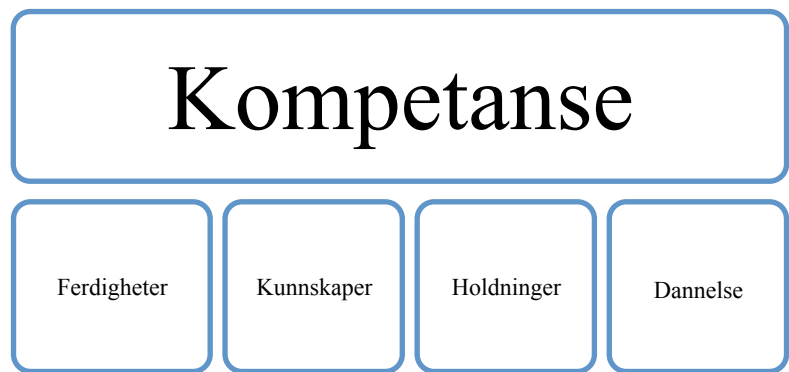 Kompetanse
Ferdigheter
Kunnskaper
Holdninger
Dannelse